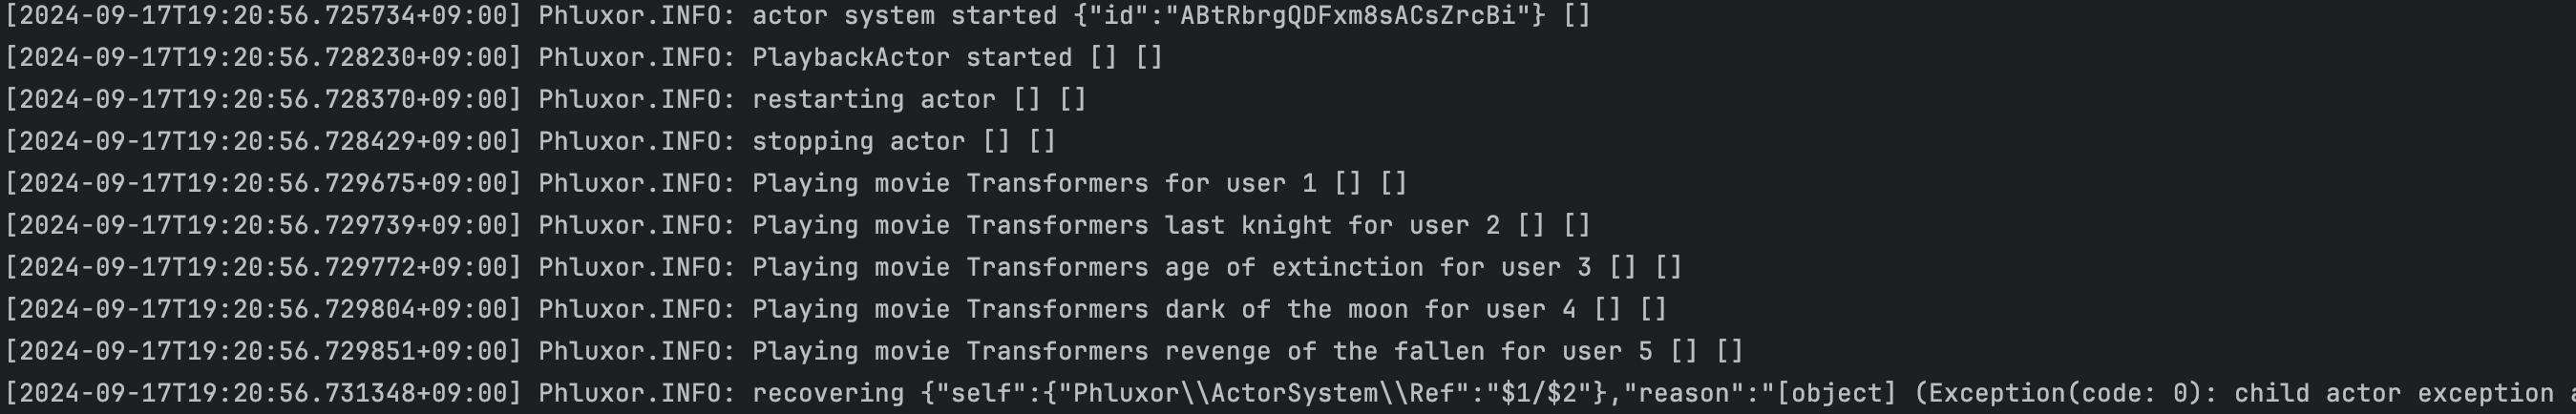 [2024-09-17T19:20:56.725734+09:00] Phluxor.INFO: actor system started {"id":"ABtRbrgQDFxm8sACsZrcBi"} []
[2024-09-17T19:20:56.728230+09:00] Phluxor.INFO: PlaybackActor started [] []
[2024-09-17T19:20:56.728370+09:00] Phluxor.INFO: restarting actor [] []
[2024-09-17T19:20:56.728429+09:00] Phluxor.INFO: stopping actor [] []
[2024-09-17T19:20:56.729675+09:00] Phluxor.INFO: Playing movie Transformers for user 1 [] []
[2024-09-17T19:20:56.729739+09:00] Phluxor.INFO: Playing movie Transformers last knight for user 2 [] []
[2024-09-17T19:20:56.729772+09:00] Phluxor.INFO: Playing movie Transformers age of extinction for user 3 [] []
[2024-09-17T19:20:56.729804+09:00] Phluxor.INFO: Playing movie Transformers dark of the moon for user 4 [] []
[2024-09-17T19:20:56.729851+09:00] Phluxor.INFO: Playing movie Transformers revenge of the fallen for user 5 [] []
[2024-09-17T19:20:56.731348+09:00] Phluxor.INFO: recovering {"self":{"Phluxor\\ActorSystem\\Ref":"$1/$2"},"reason":"[object] (Exception(code: 0): child actor exception